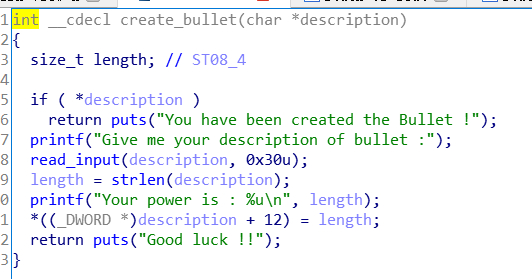 1 int __cdecl create_bullet(char *description)
2 {
3 size_t length; // ST08_4
4
5 if ( *description )
6 return puts("You have been created the Bullet !");
7 printf("Give me your description of bullet :");
8 read_input(description, 0x30u);
9 length = strlen(description);
0 printf("Your power is : %u\n", length);
1 *((_DWORD *)description + 12) = length;
2 return puts("Good luck !!");
3 }